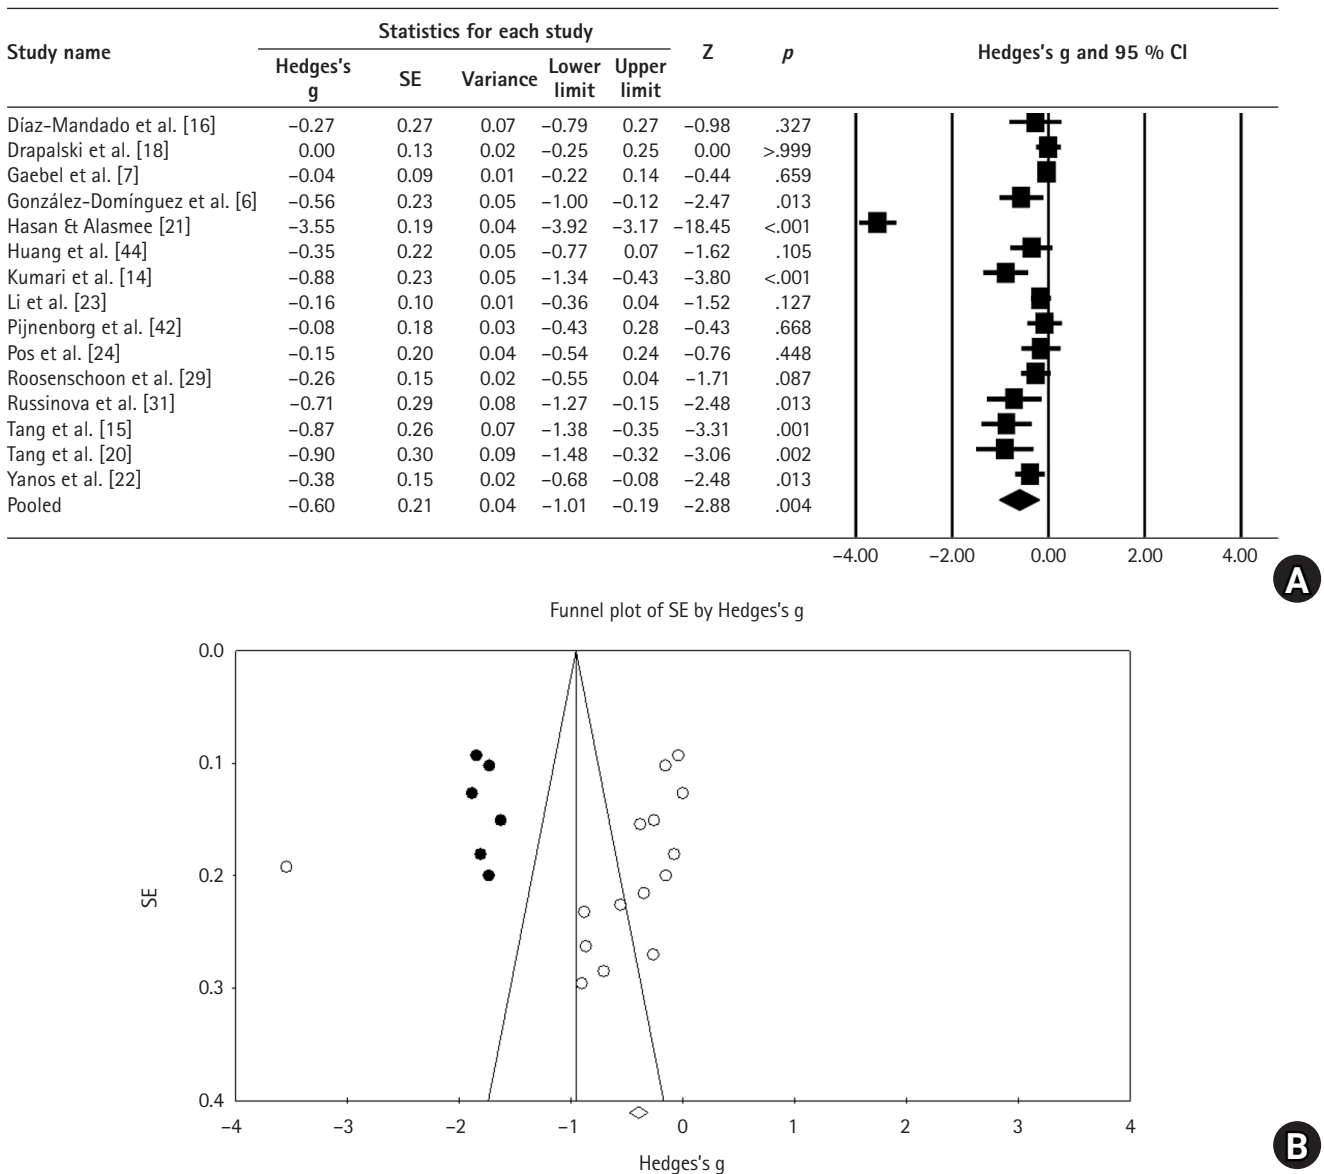 Study name Statistics for each study Z p Hedges's g and 95 % CI
Hedges's g SE Variance Lower limit Upper limit
Díaz-Mandado et al. [16] −0.27 0.27 0.07 −0.79 0.27 −0.98 .327
Drapalski et al. [18] 0.00 0.13 0.02 −0.25 0.25 0.00 >.999
Gaebel et al. [7] −0.04 0.09 0.01 −0.22 0.14 −0.44 .659
González-Domínguez et al. [6] −0.56 0.23 0.05 −1.00 −0.12 −2.47 .013
Hasan & Alasmee [21] −3.55 0.19 0.04 −3.92 −3.17 −18.45 <.001
Huang et al. [44] −0.35 0.22 0.05 −0.77 0.07 −1.62 .105
Kumari et al. [14] −0.88 0.23 0.05 −1.34 −0.43 −3.80 <.001
Li et al. [23] −0.16 0.10 0.01 −0.36 0.04 −1.52 .127
Pijnenborg et al. [42] −0.08 0.18 0.03 −0.43 0.28 −0.43 .668
Pos et al. [24] −0.15 0.20 0.04 −0.54 0.24 −0.76 .448
Roosenschoon et al. [29] −0.26 0.15 0.02 −0.55 0.04 −1.71 .087
Russinova et al. [31] −0.71 0.29 0.08 −1.27 −0.15 −2.48 .013
Tang et al. [15] −0.87 0.26 0.07 −1.38 −0.35 −3.31 .001
Tang et al. [20] −0.90 0.30 0.09 −1.48 −0.32 −3.06 .002
Yanos et al. [22] −0.38 0.15 0.02 −0.68 −0.08 −2.48 .013
Pooled −0.60 0.21 0.04 −1.01 −0.19 −2.88 .004
−4.00 −2.00 0.00 2.00 4.00
A
Funnel plot of SE by Hedges's g
0.0
0.1
0.2
SE
0.3
0.4
−4 −3 −2 −1 0 1 2 3 4
Hedges's g
B